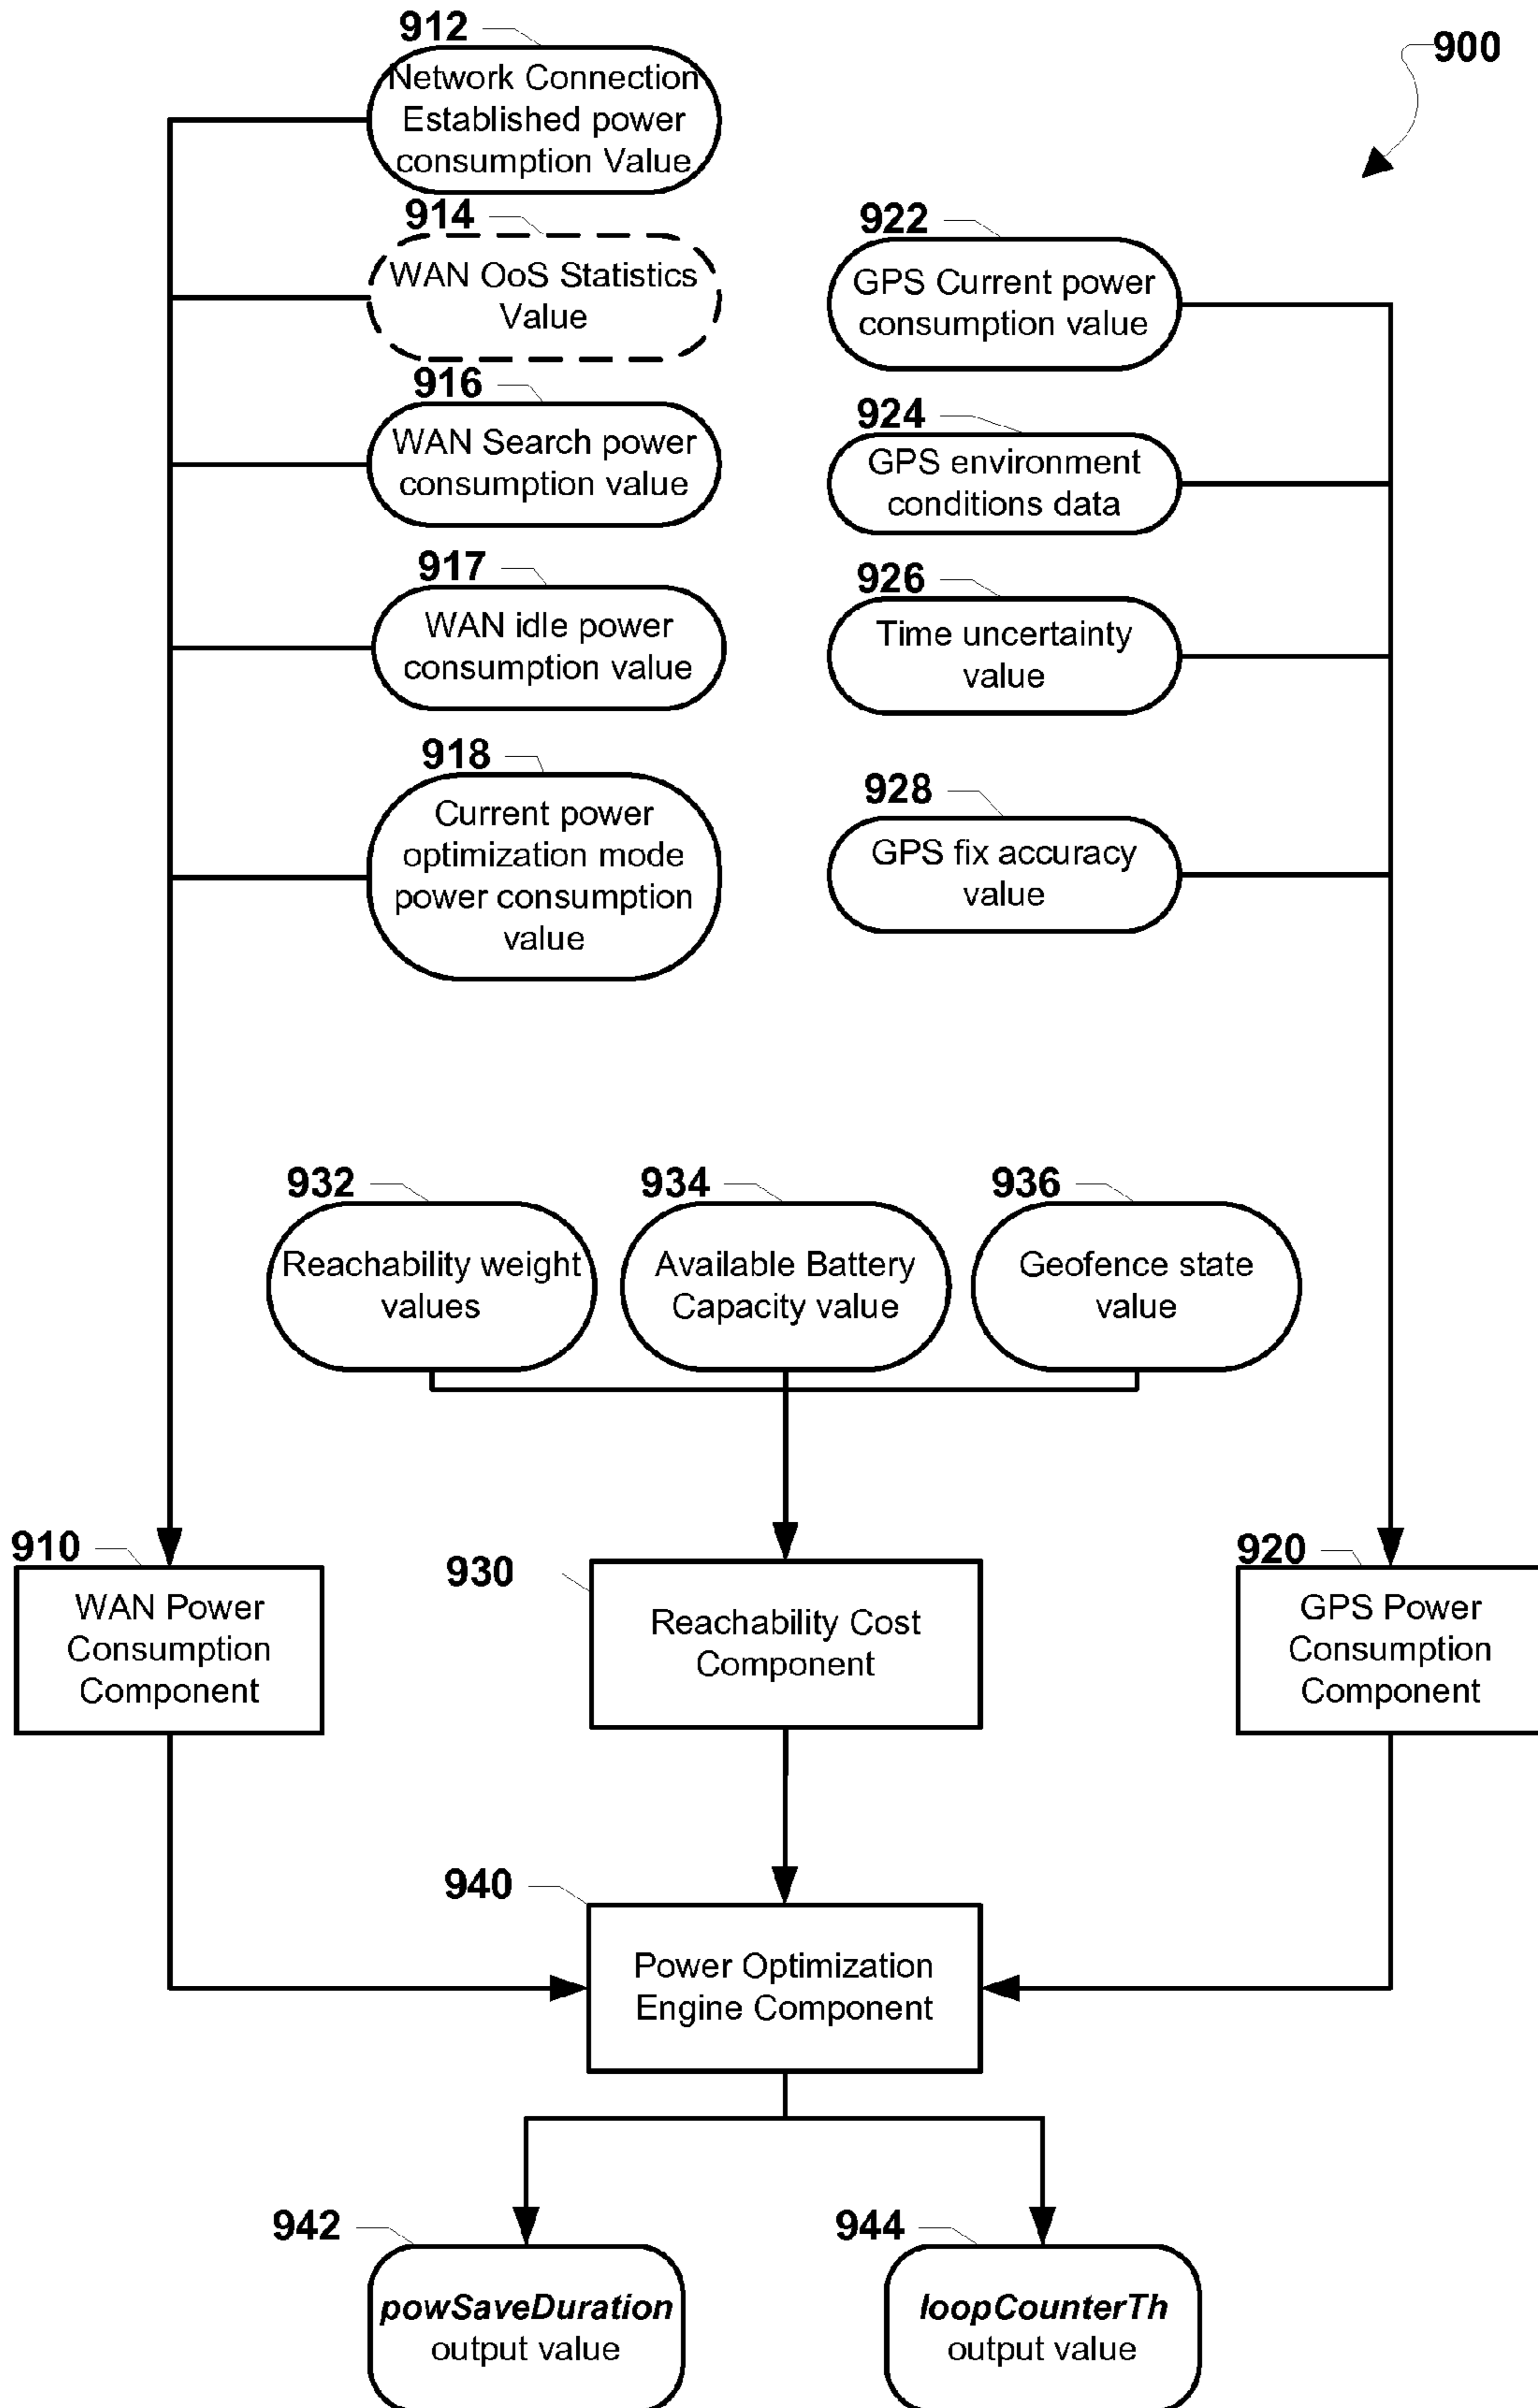 912
900
Network Connection
Established power
consumption Value
914
WAN OoS Statistics
Value
922
GPS Current power
consumption value
916
WAN Search power
consumption value
924
GPS environment
conditions data
917
WAN idle power
consumption value
926
Time uncertainty
value
918
Current power
optimization mode
power consumption
value
928
GPS fix accuracy
value
932
Reachability weight
values
934
Available Battery
Capacity value
936
Geofence state
value
910
WAN Power
Consumption
Component
930
Reachability Cost
Component
920
GPS Power
Consumption
Component
940
Power Optimization
Engine Component
942
powSaveDuration
output value
944
loopCounterTh
output value